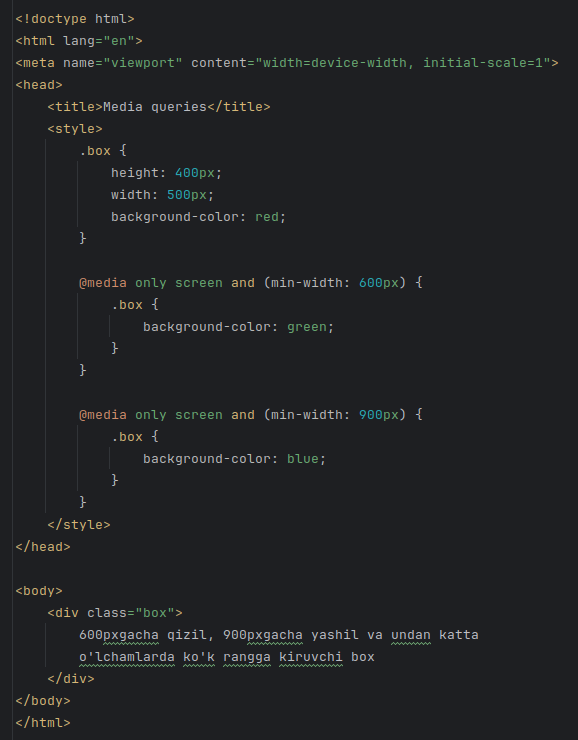 <!doctype html>
<html lang="en">
<meta name="viewport" content="width=device-width, initial-scale=1">
<head>
    <title>Media queries</title>
    <style>
        .box {
            height: 400px;
            width: 500px;
            background-color: red;
        }

        @media only screen and (min-width: 600px) {
            .box {
                background-color: green;
            }
        }

        @media only screen and (min-width: 900px) {
            .box {
                background-color: blue;
            }
        }
    </style>
</head>

<body>
    <div class="box">
        600pxgacha qizil, 900pxgacha yashil va undan katta
        o'lchamlarda ko'k rangga kiruvchi box
    </div>
</body>
</html>